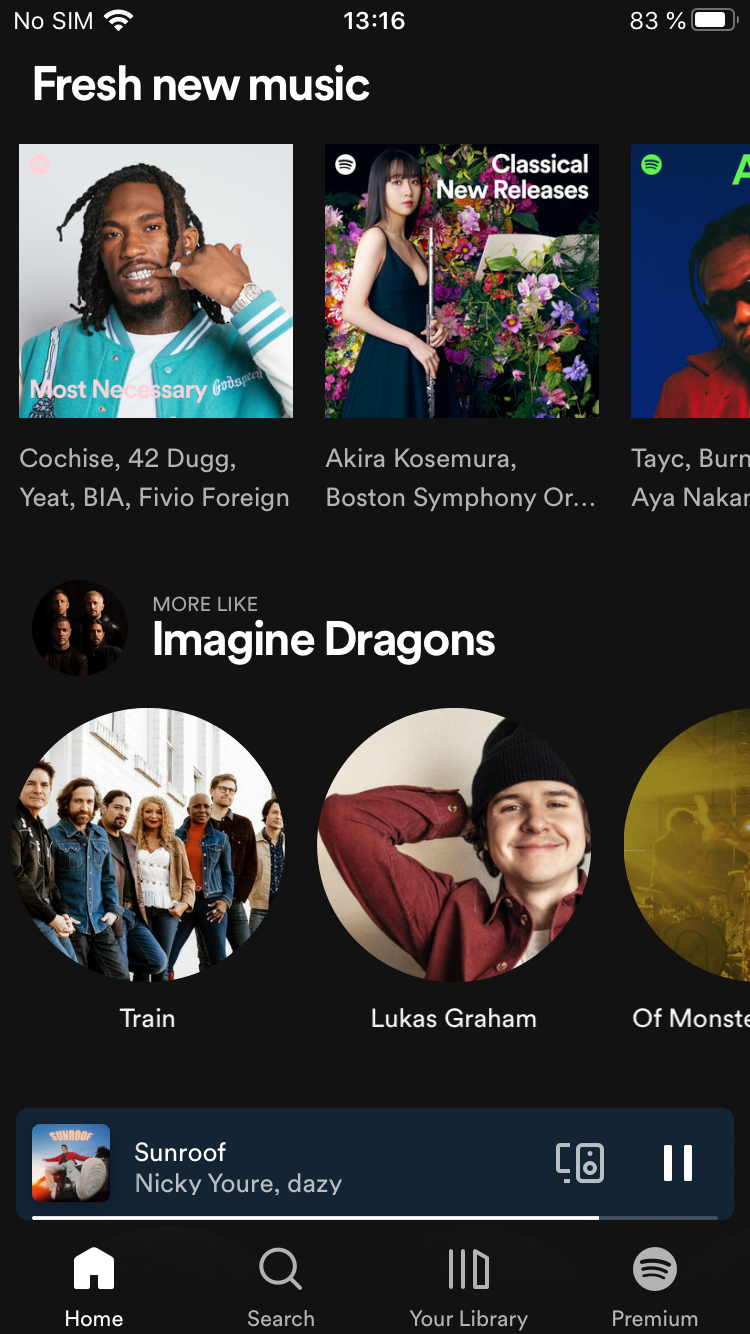 No SIM 13:16 83 %
Fresh new music
Classical
New Releases
A
Most Necessary
Godspeed
Cochise, 42 Dugg,
Yeat, BIA, Fivio Foreign
Akira Kosemura,
Boston Symphony Or...
Tayc, Burn
Aya Nakar
MORE LIKE
Imagine Dragons
Train
Lukas Graham
Of Monste
SUNROOF
Sunroof
Nicky Youre, dazy
Home
Search
Your Library
Premium